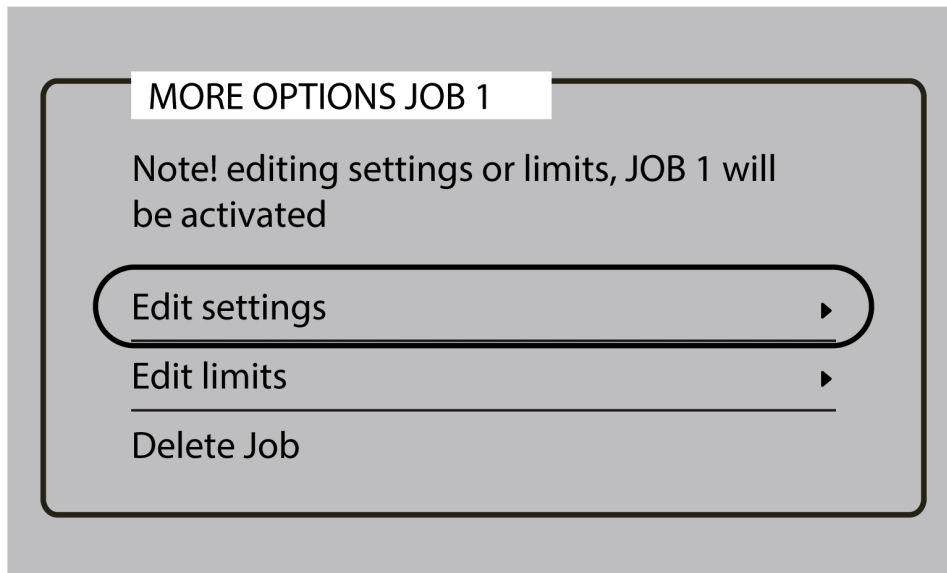 MORE OPTIONS JOB 1
Note! editing settings or limits, JOB 1 will
be activated
Edit settings
Edit limits
Delete Job